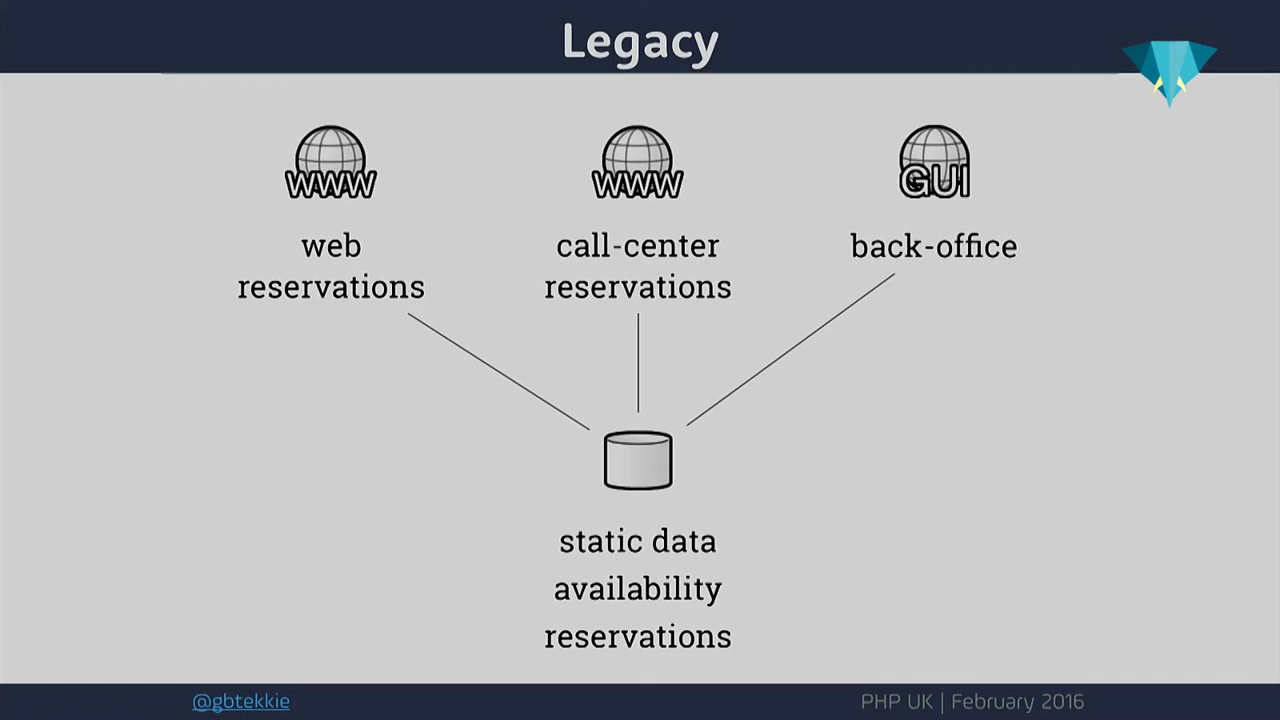 Legacy
WWW
WWW
GUI
web
reservations
call-center
reservations
back-office
static data
availability
reservations
@gbtekkie
PHP UK | February 2016